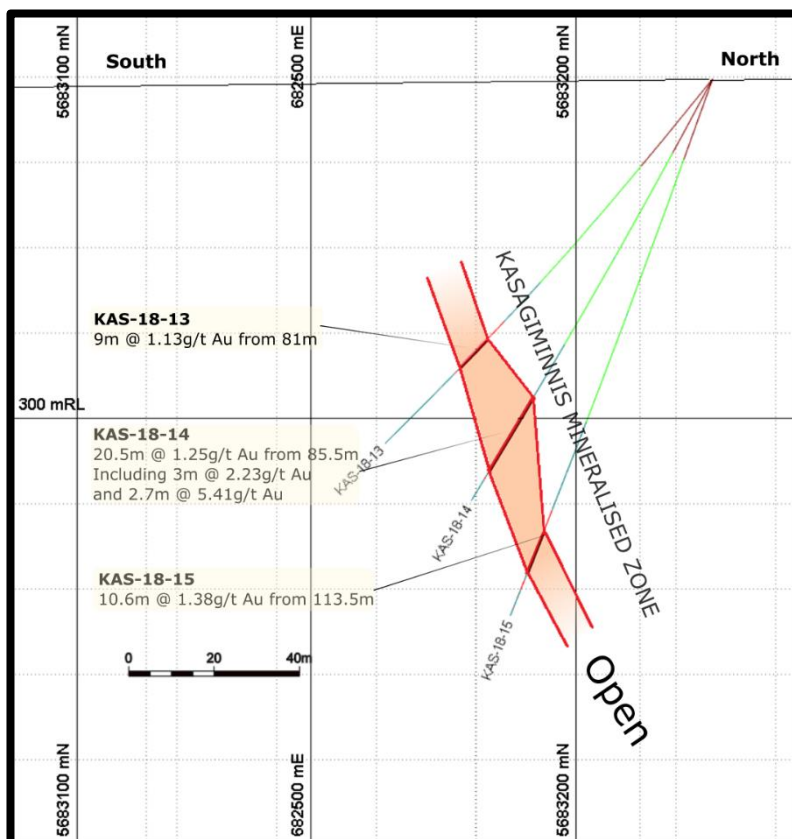 5683100 mN
South
682500 mE
5683200 mN
North
KASAGIMINNIS MINERALISED ZONE
KAS-18-13
9m @ 1.13g/t Au from 81m
300 mRL
KAS-18-14
20.5m @ 1.25g/t Au from 85.5m
Including 3m @ 2.23g/t Au
and 2.7m @ 5.41g/t Au
KAS-18-13
KAS-18-14
KAS-18-15
10.6m @ 1.38g/t Au from 113.5m
KAS-18-15
0 20 40m
Open
5683100 mN
682500 mE
5683200 mN